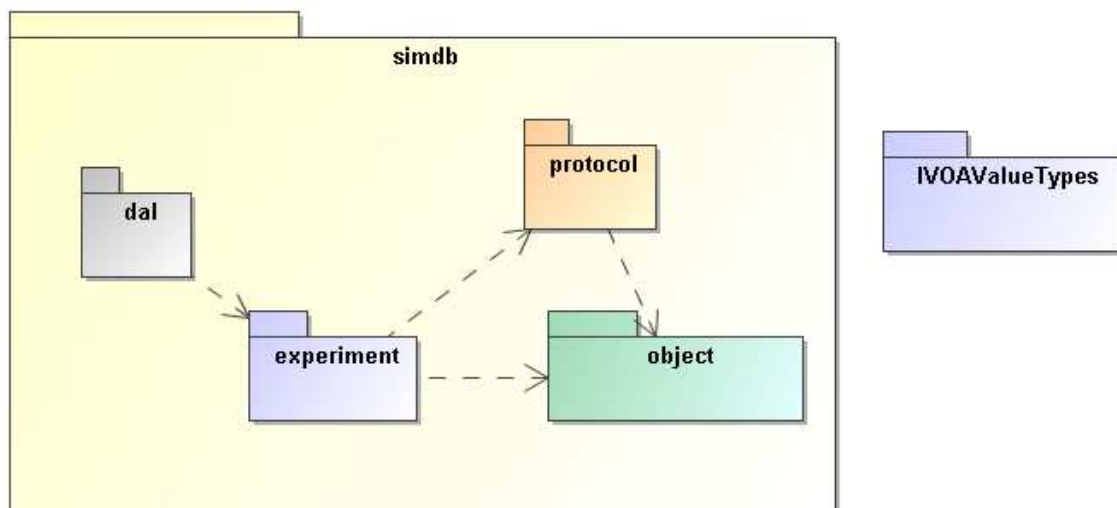 simdb
protocol
IVOAValueTypes
dal
experiment
object